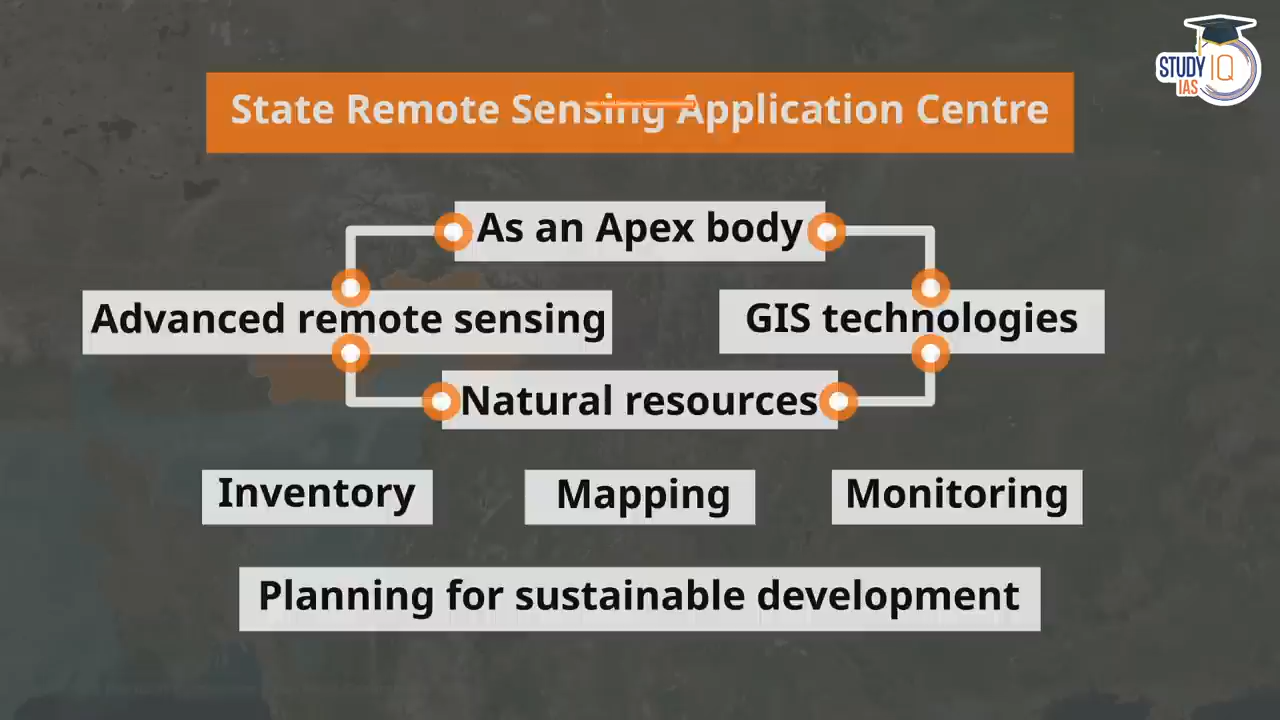 STUDY IQ
IAS
State Remote Sensing Application Centre
As an Apex body
Advanced remote sensing
GIS technologies
Natural resources
Inventory
Mapping
Monitoring
Planning for sustainable development